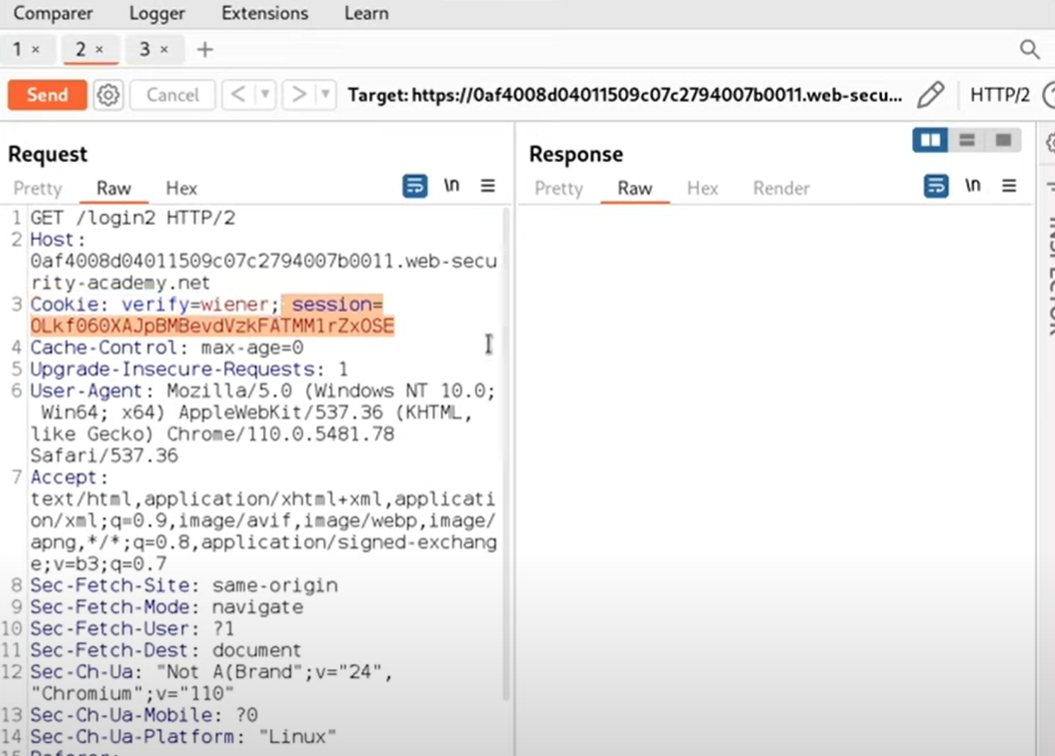 Comparer Logger Extensions Learn
1 × 2 × 3 × +
Send Cancel < > Target: https://0af4008d04011509c07c2794007b0011.web-secu... HTTP/2
Request
Pretty Raw Hex \n
1 GET /login2 HTTP/2
2 Host:
0af4008d04011509c07c2794007b0011.web-secu
rity-academy.net
3 Cookie: verify=wiener; session=
OLkf060XAJpBMBevdVzkFATMM1rZxOSE
4 Cache-Control: max-age=0
5 Upgrade-Insecure-Requests: 1
6 User-Agent: Mozilla/5.0 (Windows NT 10.0;
Win64; x64) AppleWebKit/537.36 (KHTML,
like Gecko) Chrome/110.0.5481.78
Safari/537.36
7 Accept:
text/html,application/xhtml+xml,applicati
on/xml;q=0.9,image/avif,image/webp,image/
apng,*/*;q=0.8,application/signed-exchang
e;v=b3;q=0.7
8 Sec-Fetch-Site: same-origin
9 Sec-Fetch-Mode: navigate
10 Sec-Fetch-User: ?1
11 Sec-Fetch-Dest: document
12 Sec-Ch-Ua: "Not A(Brand";v="24",
"Chromium";v="110"
13 Sec-Ch-Ua-Mobile: ?0
14 Sec-Ch-Ua-Platform: "Linux"
Response
Pretty Raw Hex Render \n